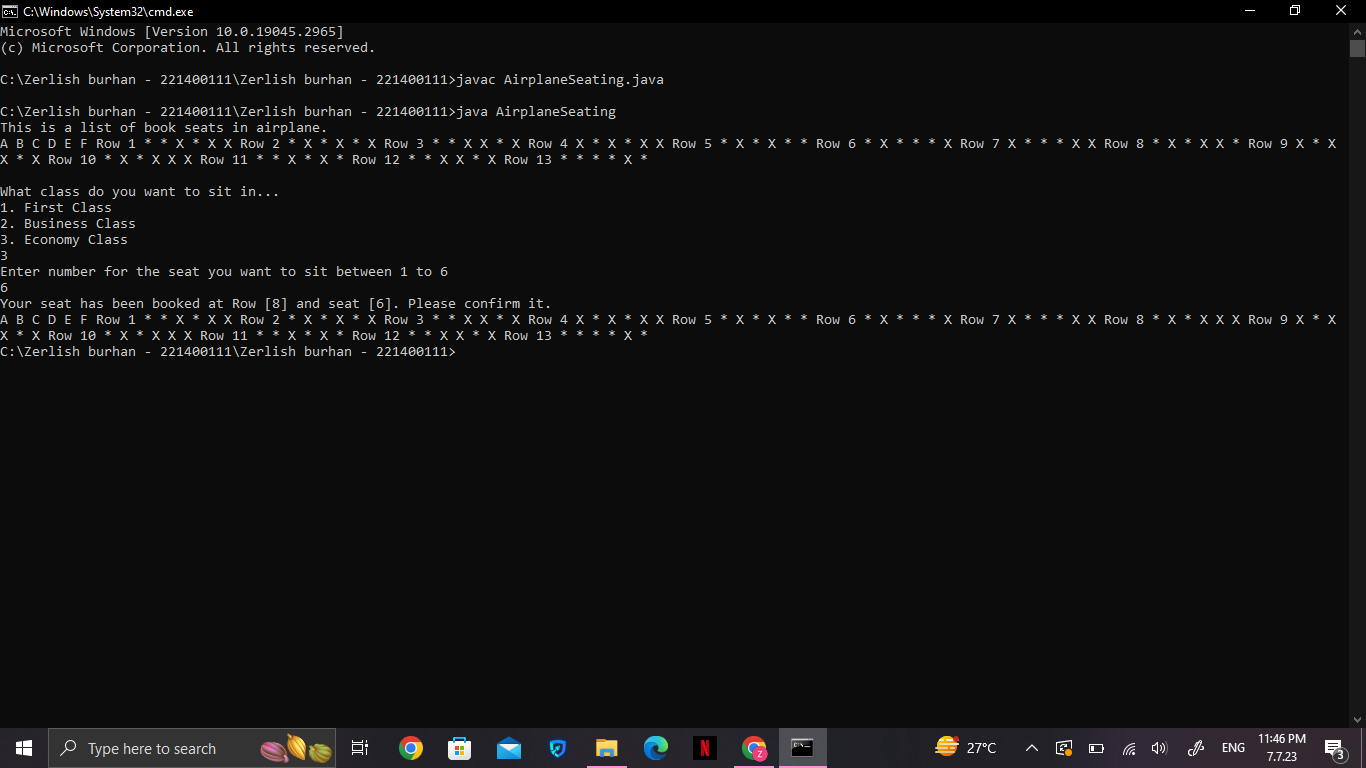 C:\Windows\System32\cmd.exe
Microsoft Windows [Version 10.0.19045.2965]
(c) Microsoft Corporation. All rights reserved.
C:\Zerlish burhan - 221400111\Zerlish burhan - 221400111>javac AirplaneSeating.java
C:\Zerlish burhan - 221400111\Zerlish burhan - 221400111>java AirplaneSeating
This is a list of book seats in airplane.
A B C D E F Row 1 * * X * X X Row 2 * X * X * X Row 3 * * X X * X Row 4 X * X * X X Row 5 * X * X * * Row 6 * X * * * X Row 7 X * * * X X Row 8 * X * X X * Row 9 X * X
X * X Row 10 * X * X X X Row 11 * * X * X * Row 12 * * X X * X Row 13 * * * * X *
What class do you want to sit in...
1. First Class
2. Business Class
3. Economy Class
3
Enter number for the seat you want to sit between 1 to 6
6
Your seat has been booked at Row [8] and seat [6]. Please confirm it.
A B C D E F Row 1 * * X * X X Row 2 * X * X * X Row 3 * * X X * X Row 4 X * X * X X Row 5 * X * X * * Row 6 * X * * * X Row 7 X * * * X X Row 8 * X * X X X Row 9 X * X
X * X Row 10 * X * X X X Row 11 * * X * X * Row 12 * * X X * X Row 13 * * * * X *
C:\Zerlish burhan - 221400111\Zerlish burhan - 221400111>
Type here to search
N
Z
27°C
ENG
11:46 PM
7.7.23
3